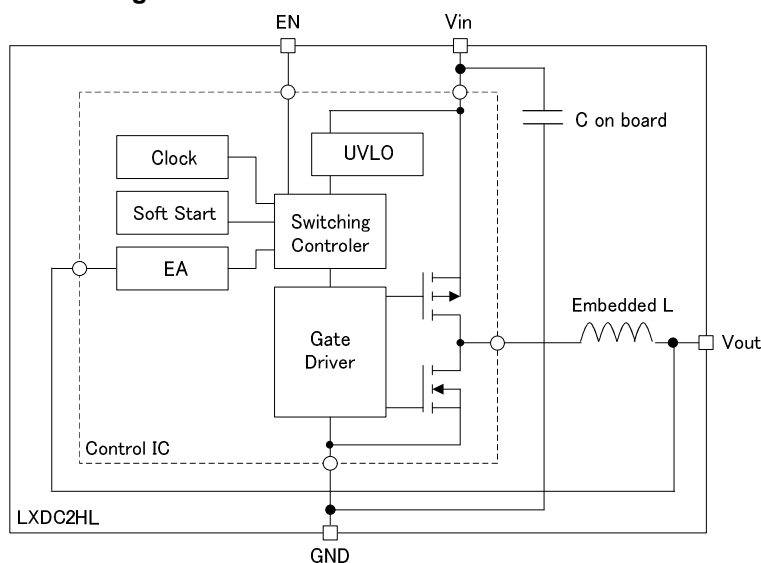 EN
Vin
C on board
UVLO
Clock
Soft Start
Switching
Controler
EA
Embedded L
Gate
Driver
Vout
Control IC
LXDC2HL
GND